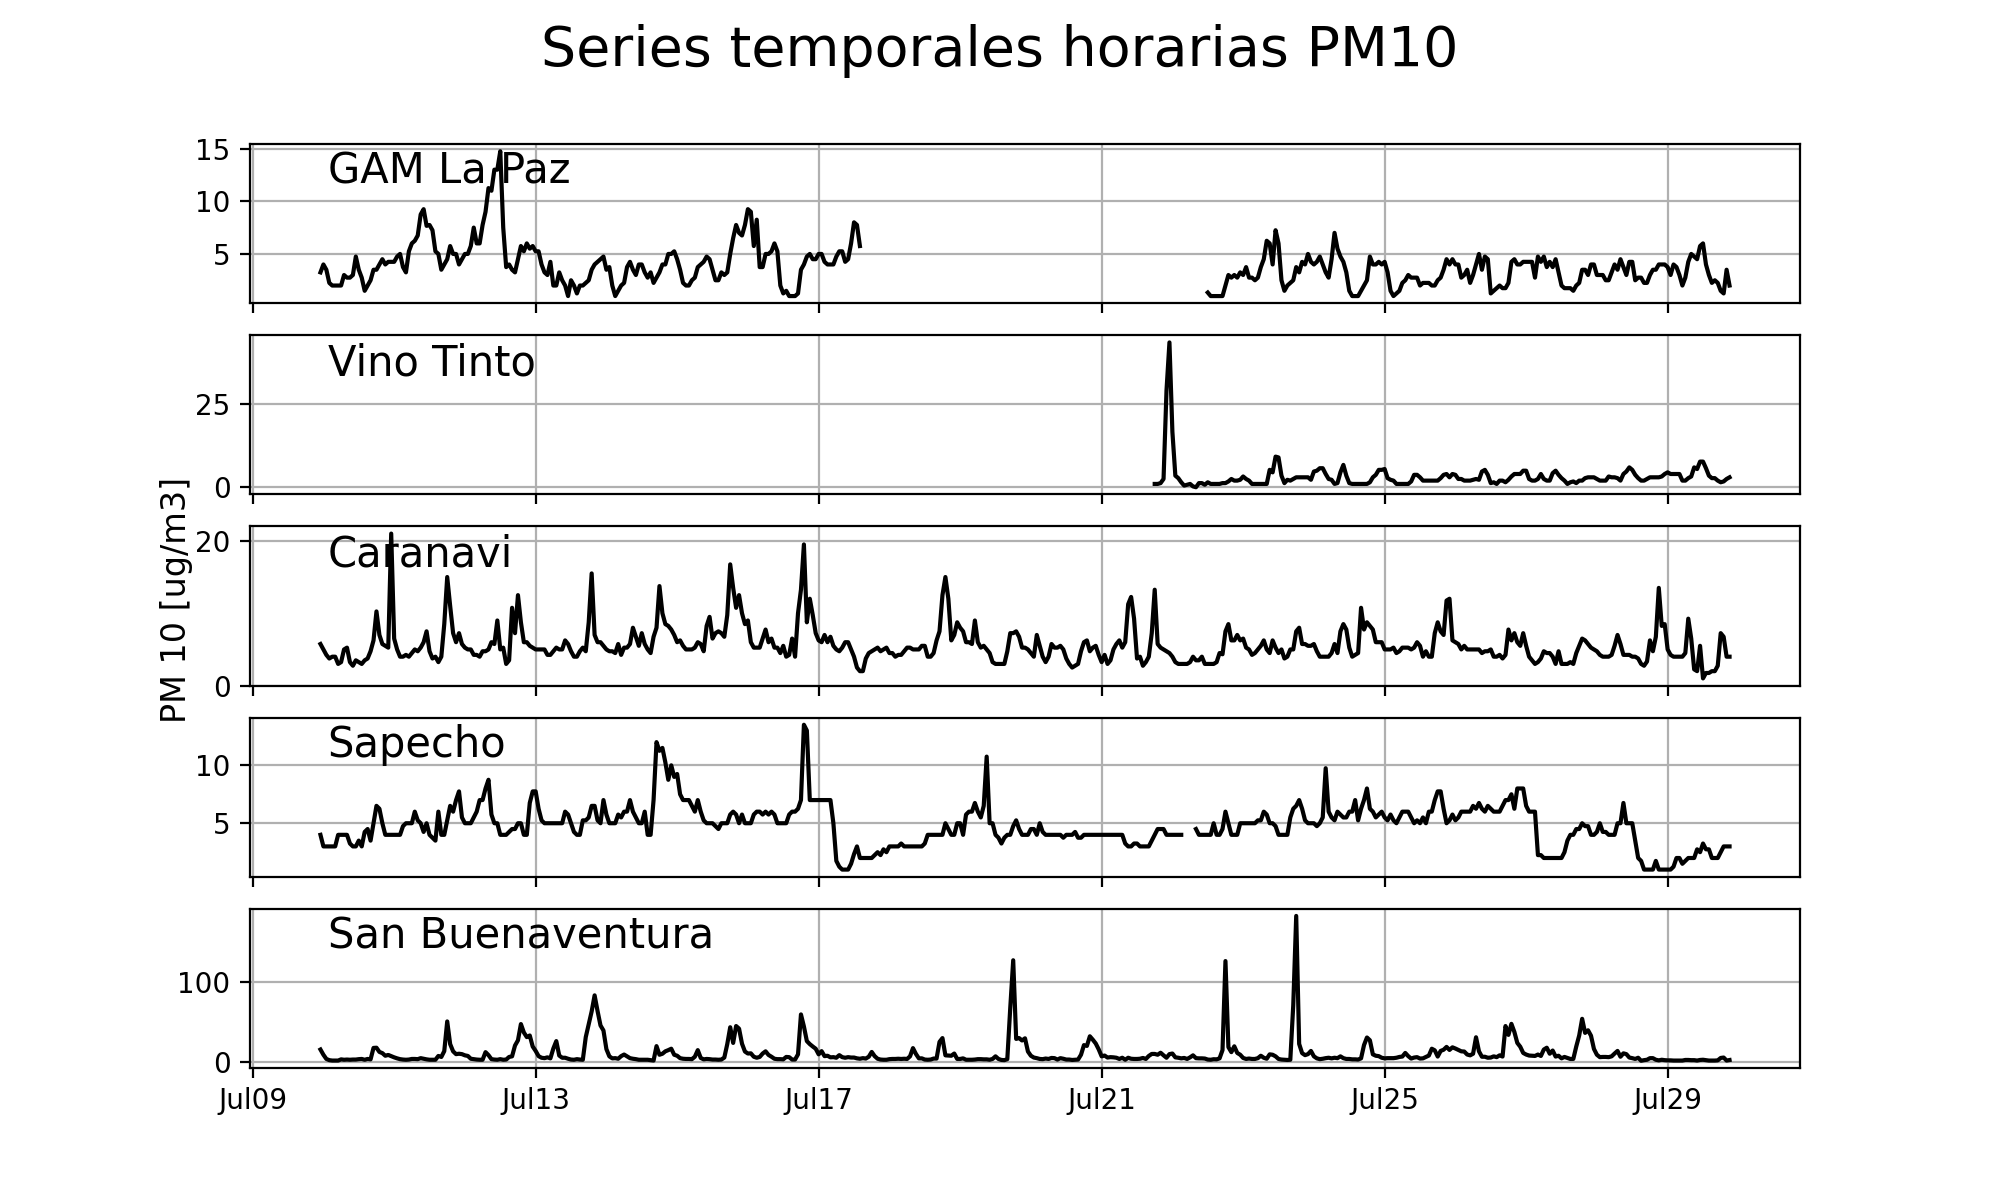 Series temporales horarias PM10
15
GAM La Paz
10
5
Vino Tinto
25
0
PM 10 [ug/m3]
20
Caranavi
0
Sapecho
10
5
San Buenaventura
100
0
Jul09 Jul13 Jul17 Jul21 Jul25 Jul29